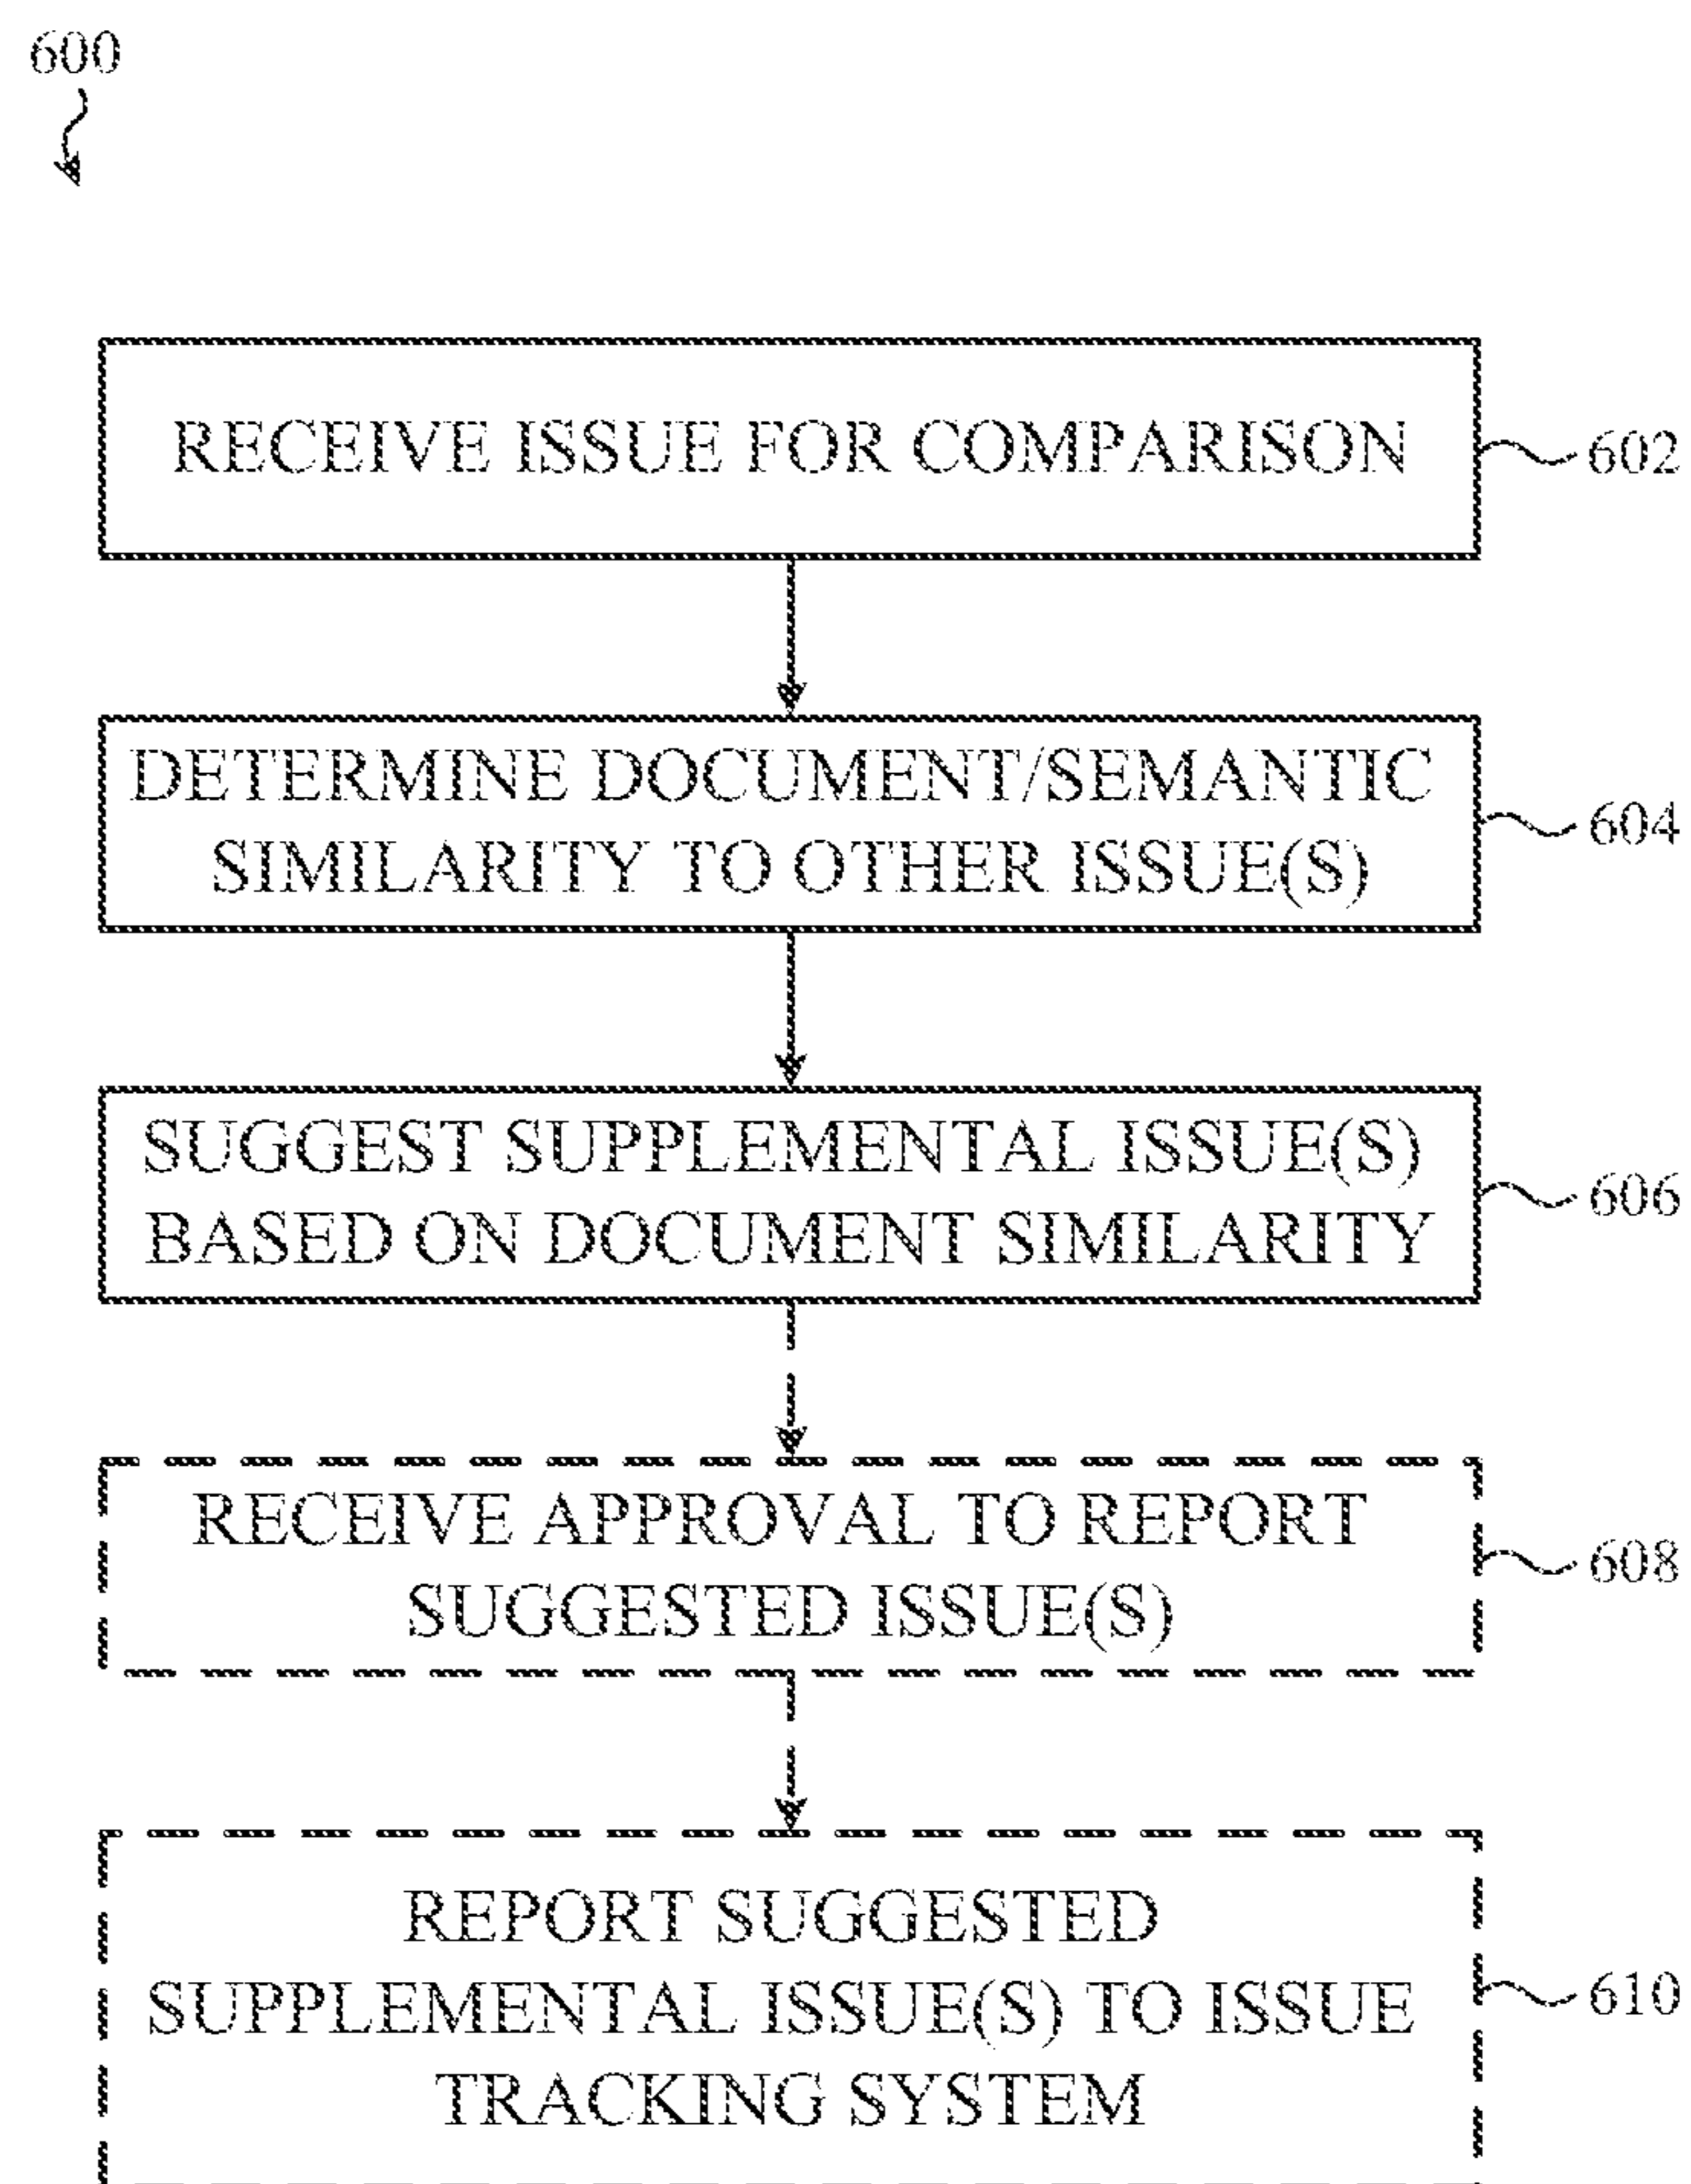 600
RECEIVE ISSUE FOR COMPARISON
602
DETERMINE DOCUMENT/SEMANTIC
SIMILARITY TO OTHER ISSUE(S)
604
SUGGEST SUPPLEMENTAL ISSUE(S)
BASED ON DOCUMENT SIMILARITY
606
RECEIVE APPROVAL TO REPORT
SUGGESTED ISSUE(S)
608
REPORT SUGGESTED
SUPPLEMENTAL ISSUE(S) TO ISSUE
TRACKING SYSTEM
610